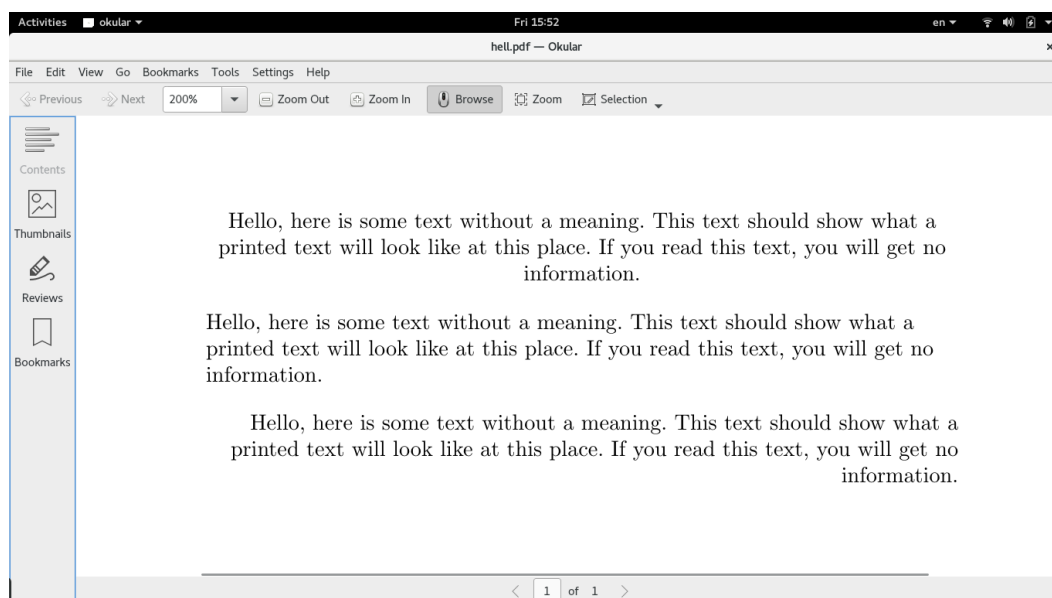 Activities okular Fri 15:52 en
hell.pdf — Okular
File Edit View Go Bookmarks Tools Settings Help
Previous Next 200% Zoom Out Zoom In Browse Zoom Selection
Contents
Thumbnails
Reviews
Bookmarks
Hello, here is some text without a meaning. This text should show what a
printed text will look like at this place. If you read this text, you will get no
information.
Hello, here is some text without a meaning. This text should show what a
printed text will look like at this place. If you read this text, you will get no
information.
Hello, here is some text without a meaning. This text should show what a
printed text will look like at this place. If you read this text, you will get no
information.
1 of 1